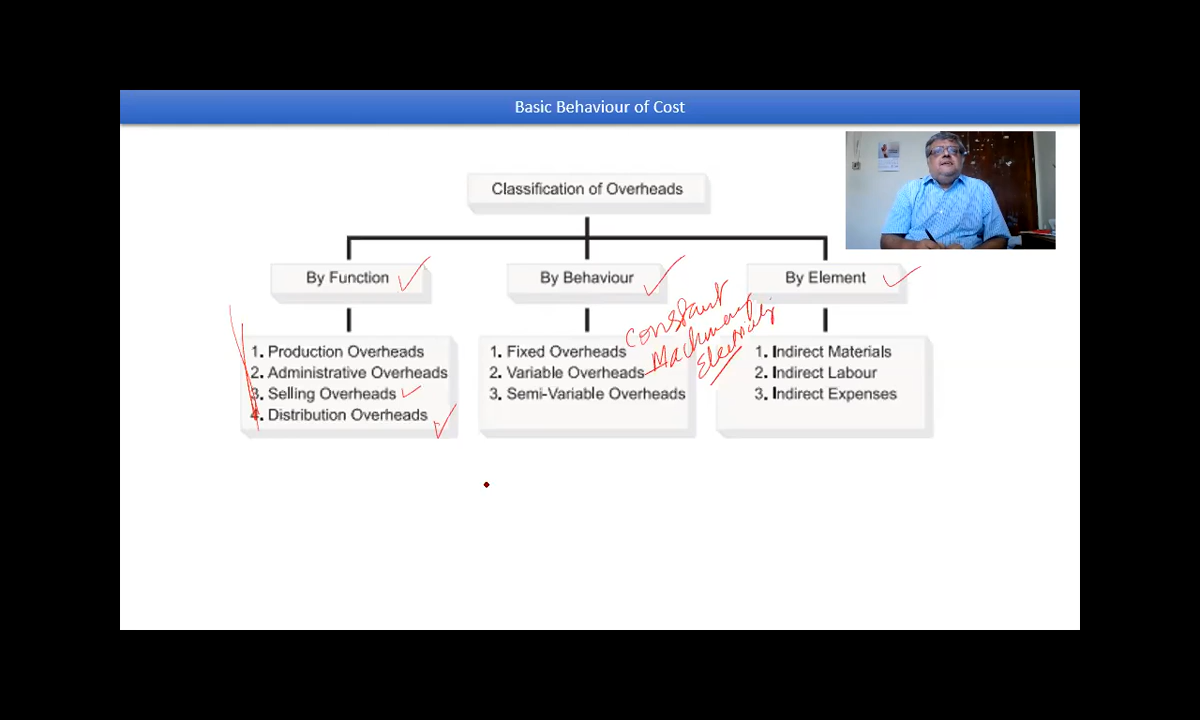 Basic Behaviour of Cost
Classification of Overheads
By Function
By Behaviour
By Element
1. Production Overheads
2. Administrative Overheads
3. Selling Overheads
4. Distribution Overheads
1. Fixed Overheads
2. Variable Overheads
3. Semi-Variable Overheads
constant
Machinery
Electricity
1. Indirect Materials
2. Indirect Labour
3. Indirect Expenses